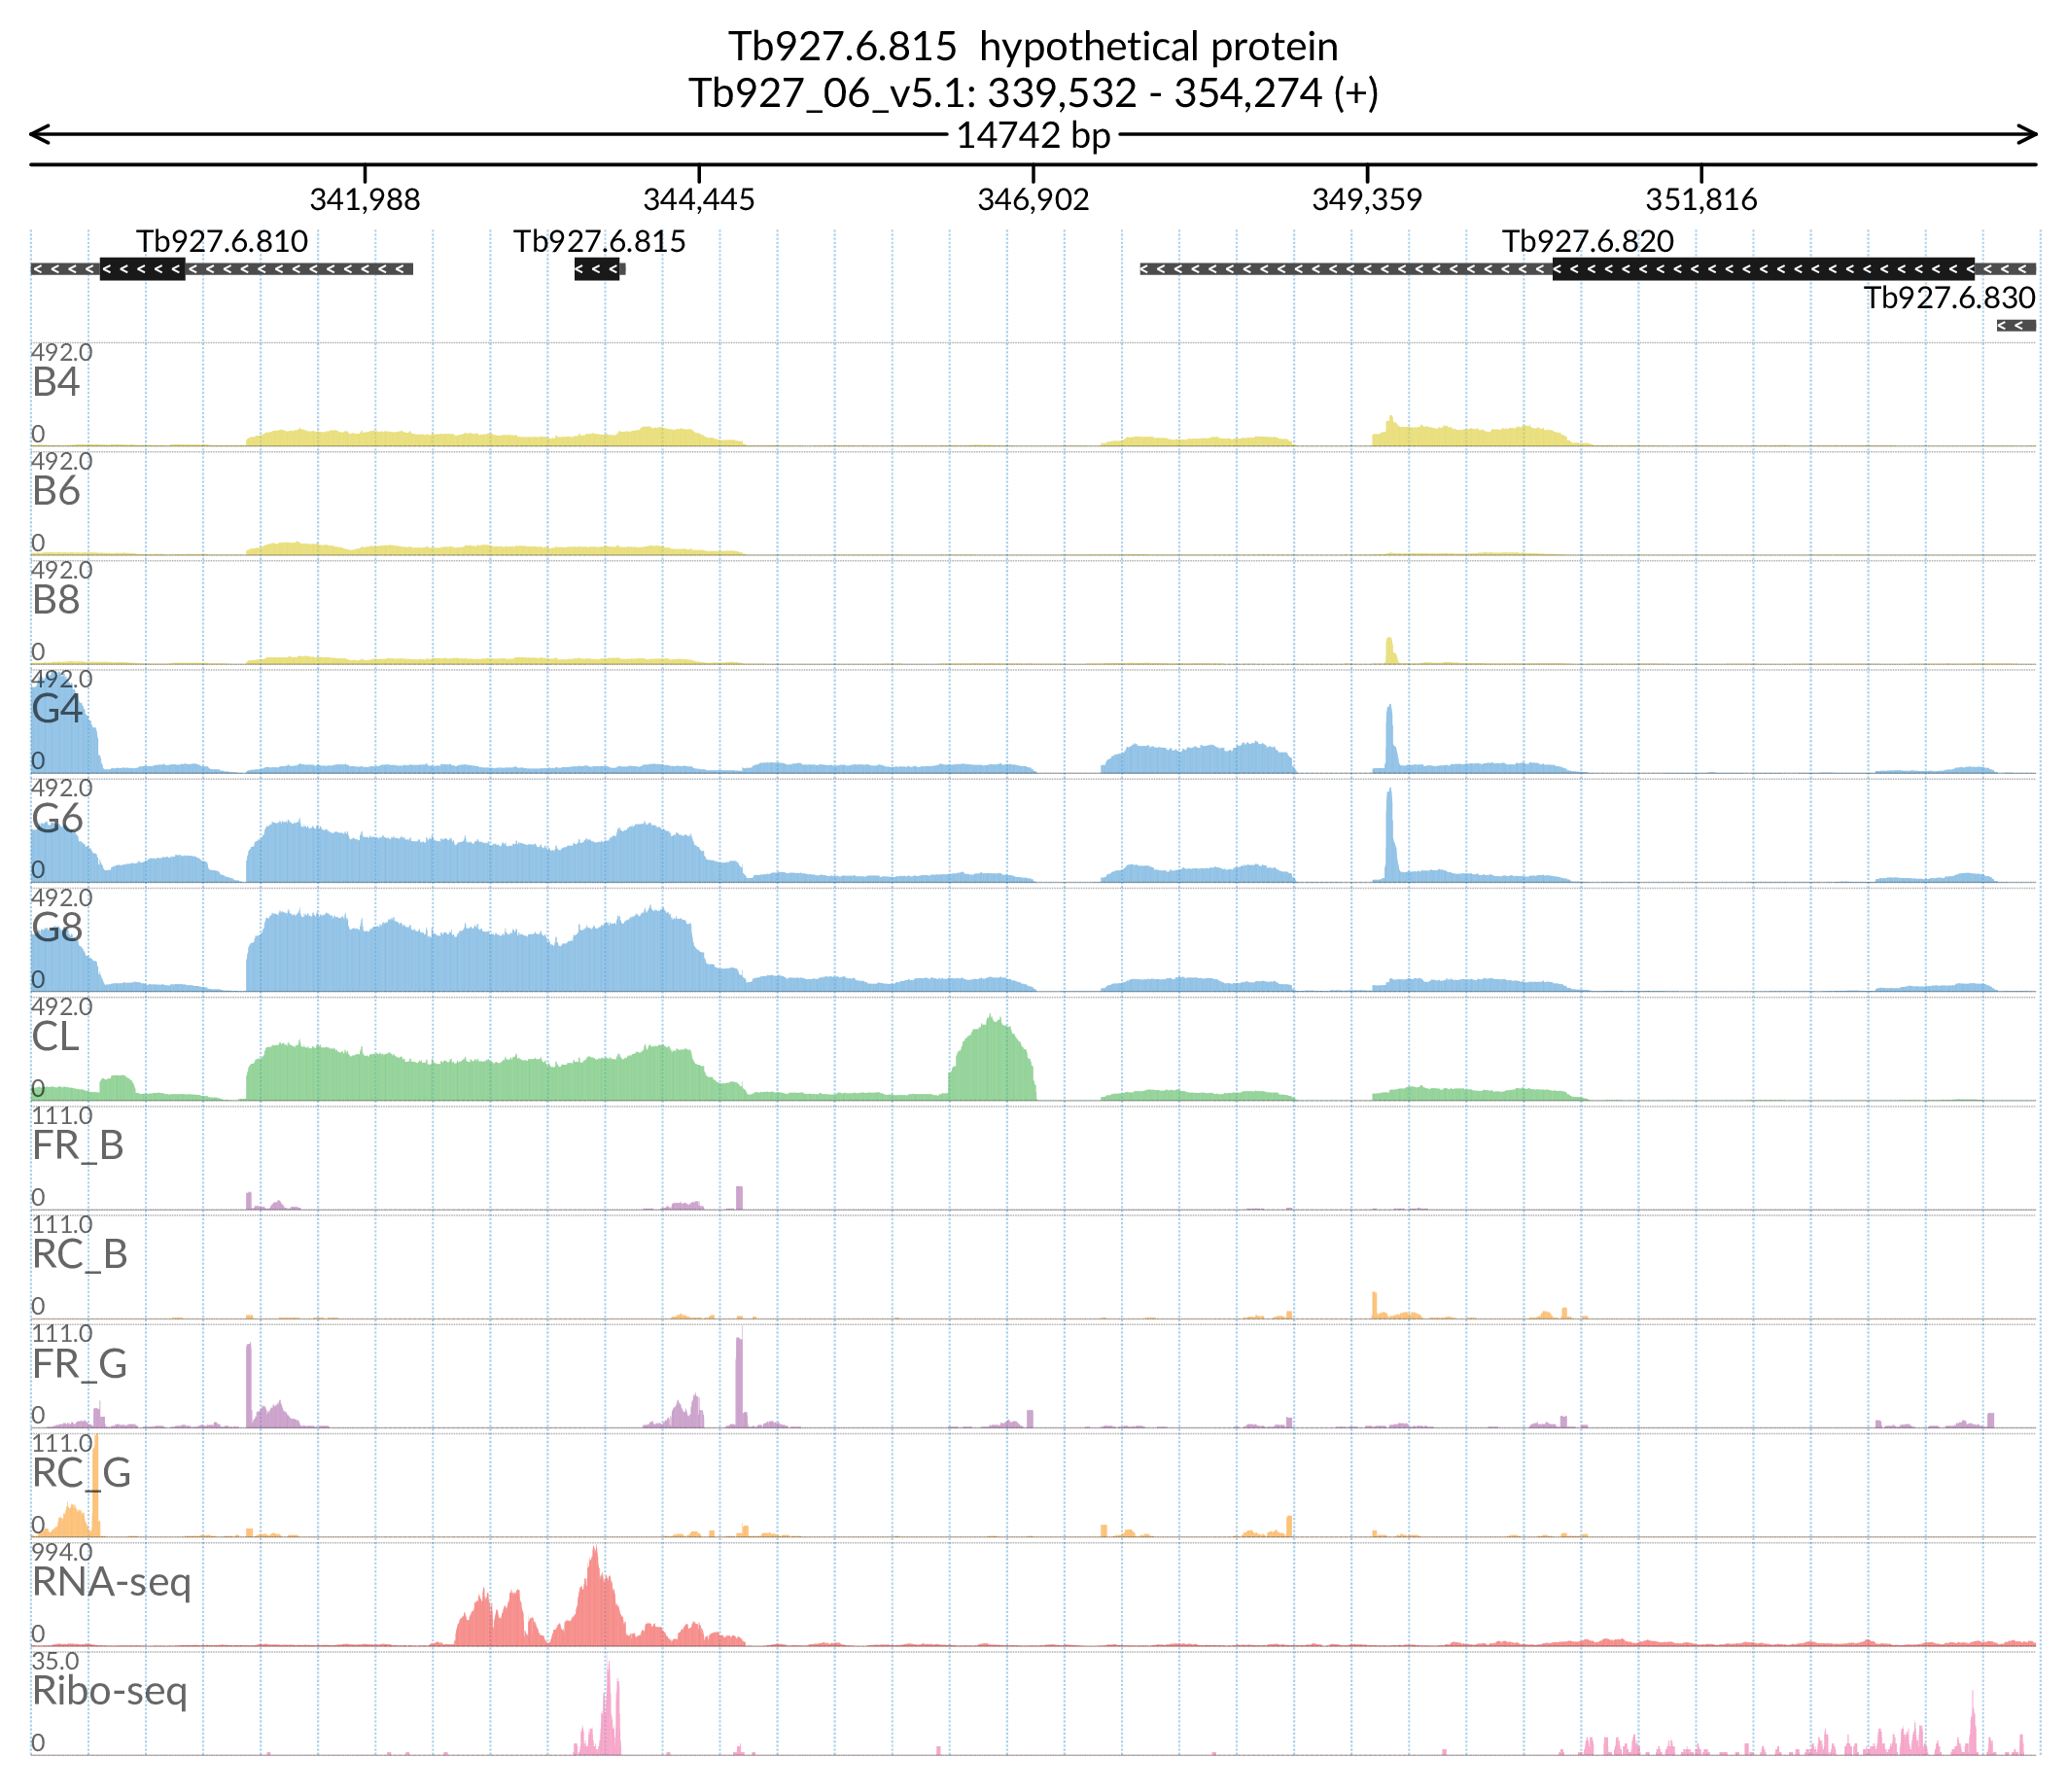 Tb927.6.815  hypothetical protein
Tb927_06_v5.1: 339,532 - 354,274 (+)
14742 bp
341,988 344,445 346,902 349,359 351,816
Tb927.6.810 Tb927.6.815 Tb927.6.820
Tb927.6.830
492.0
B4
0
492.0
B6
0
492.0
B8
0
492.0
G4
0
492.0
G6
0
492.0
G8
0
492.0
CL
0
111.0
FR_B
0
111.0
RC_B
0
111.0
FR_G
0
111.0
RC_G
0
994.0
RNA-seq
0
35.0
Ribo-seq
0